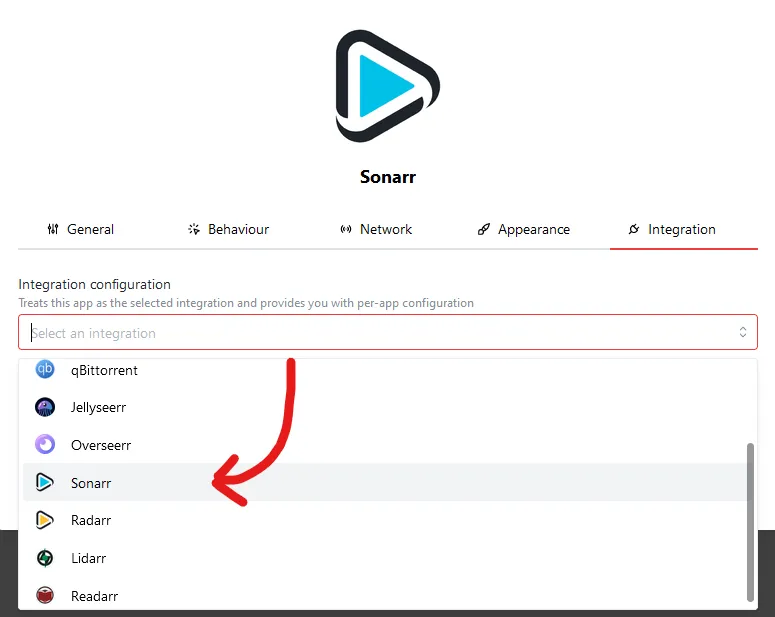 Sonarr
General Behaviour Network Appearance Integration
Integration configuration
Treats this app as the selected integration and provides you with per-app configuration
Select an integration
qb qBittorrent
Jellyseerr
Overseerr
Sonarr
Radarr
Lidarr
Readarr